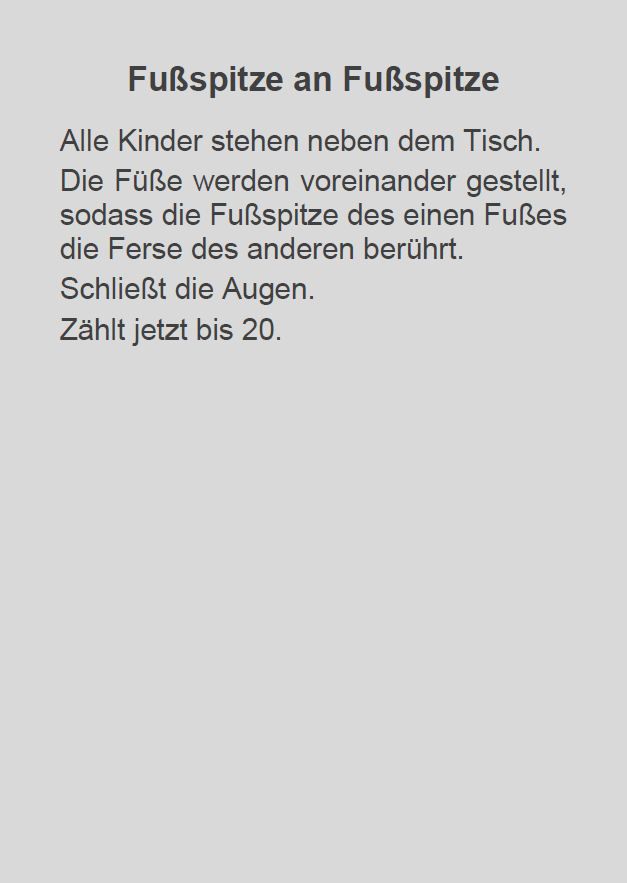 Fußspitze an Fußspitze
Alle Kinder stehen neben dem Tisch.
Die Füße werden voreinander gestellt,
sodass die Fußspitze des einen Fußes
die Ferse des anderen berührt.
Schließt die Augen.
Zählt jetzt bis 20.